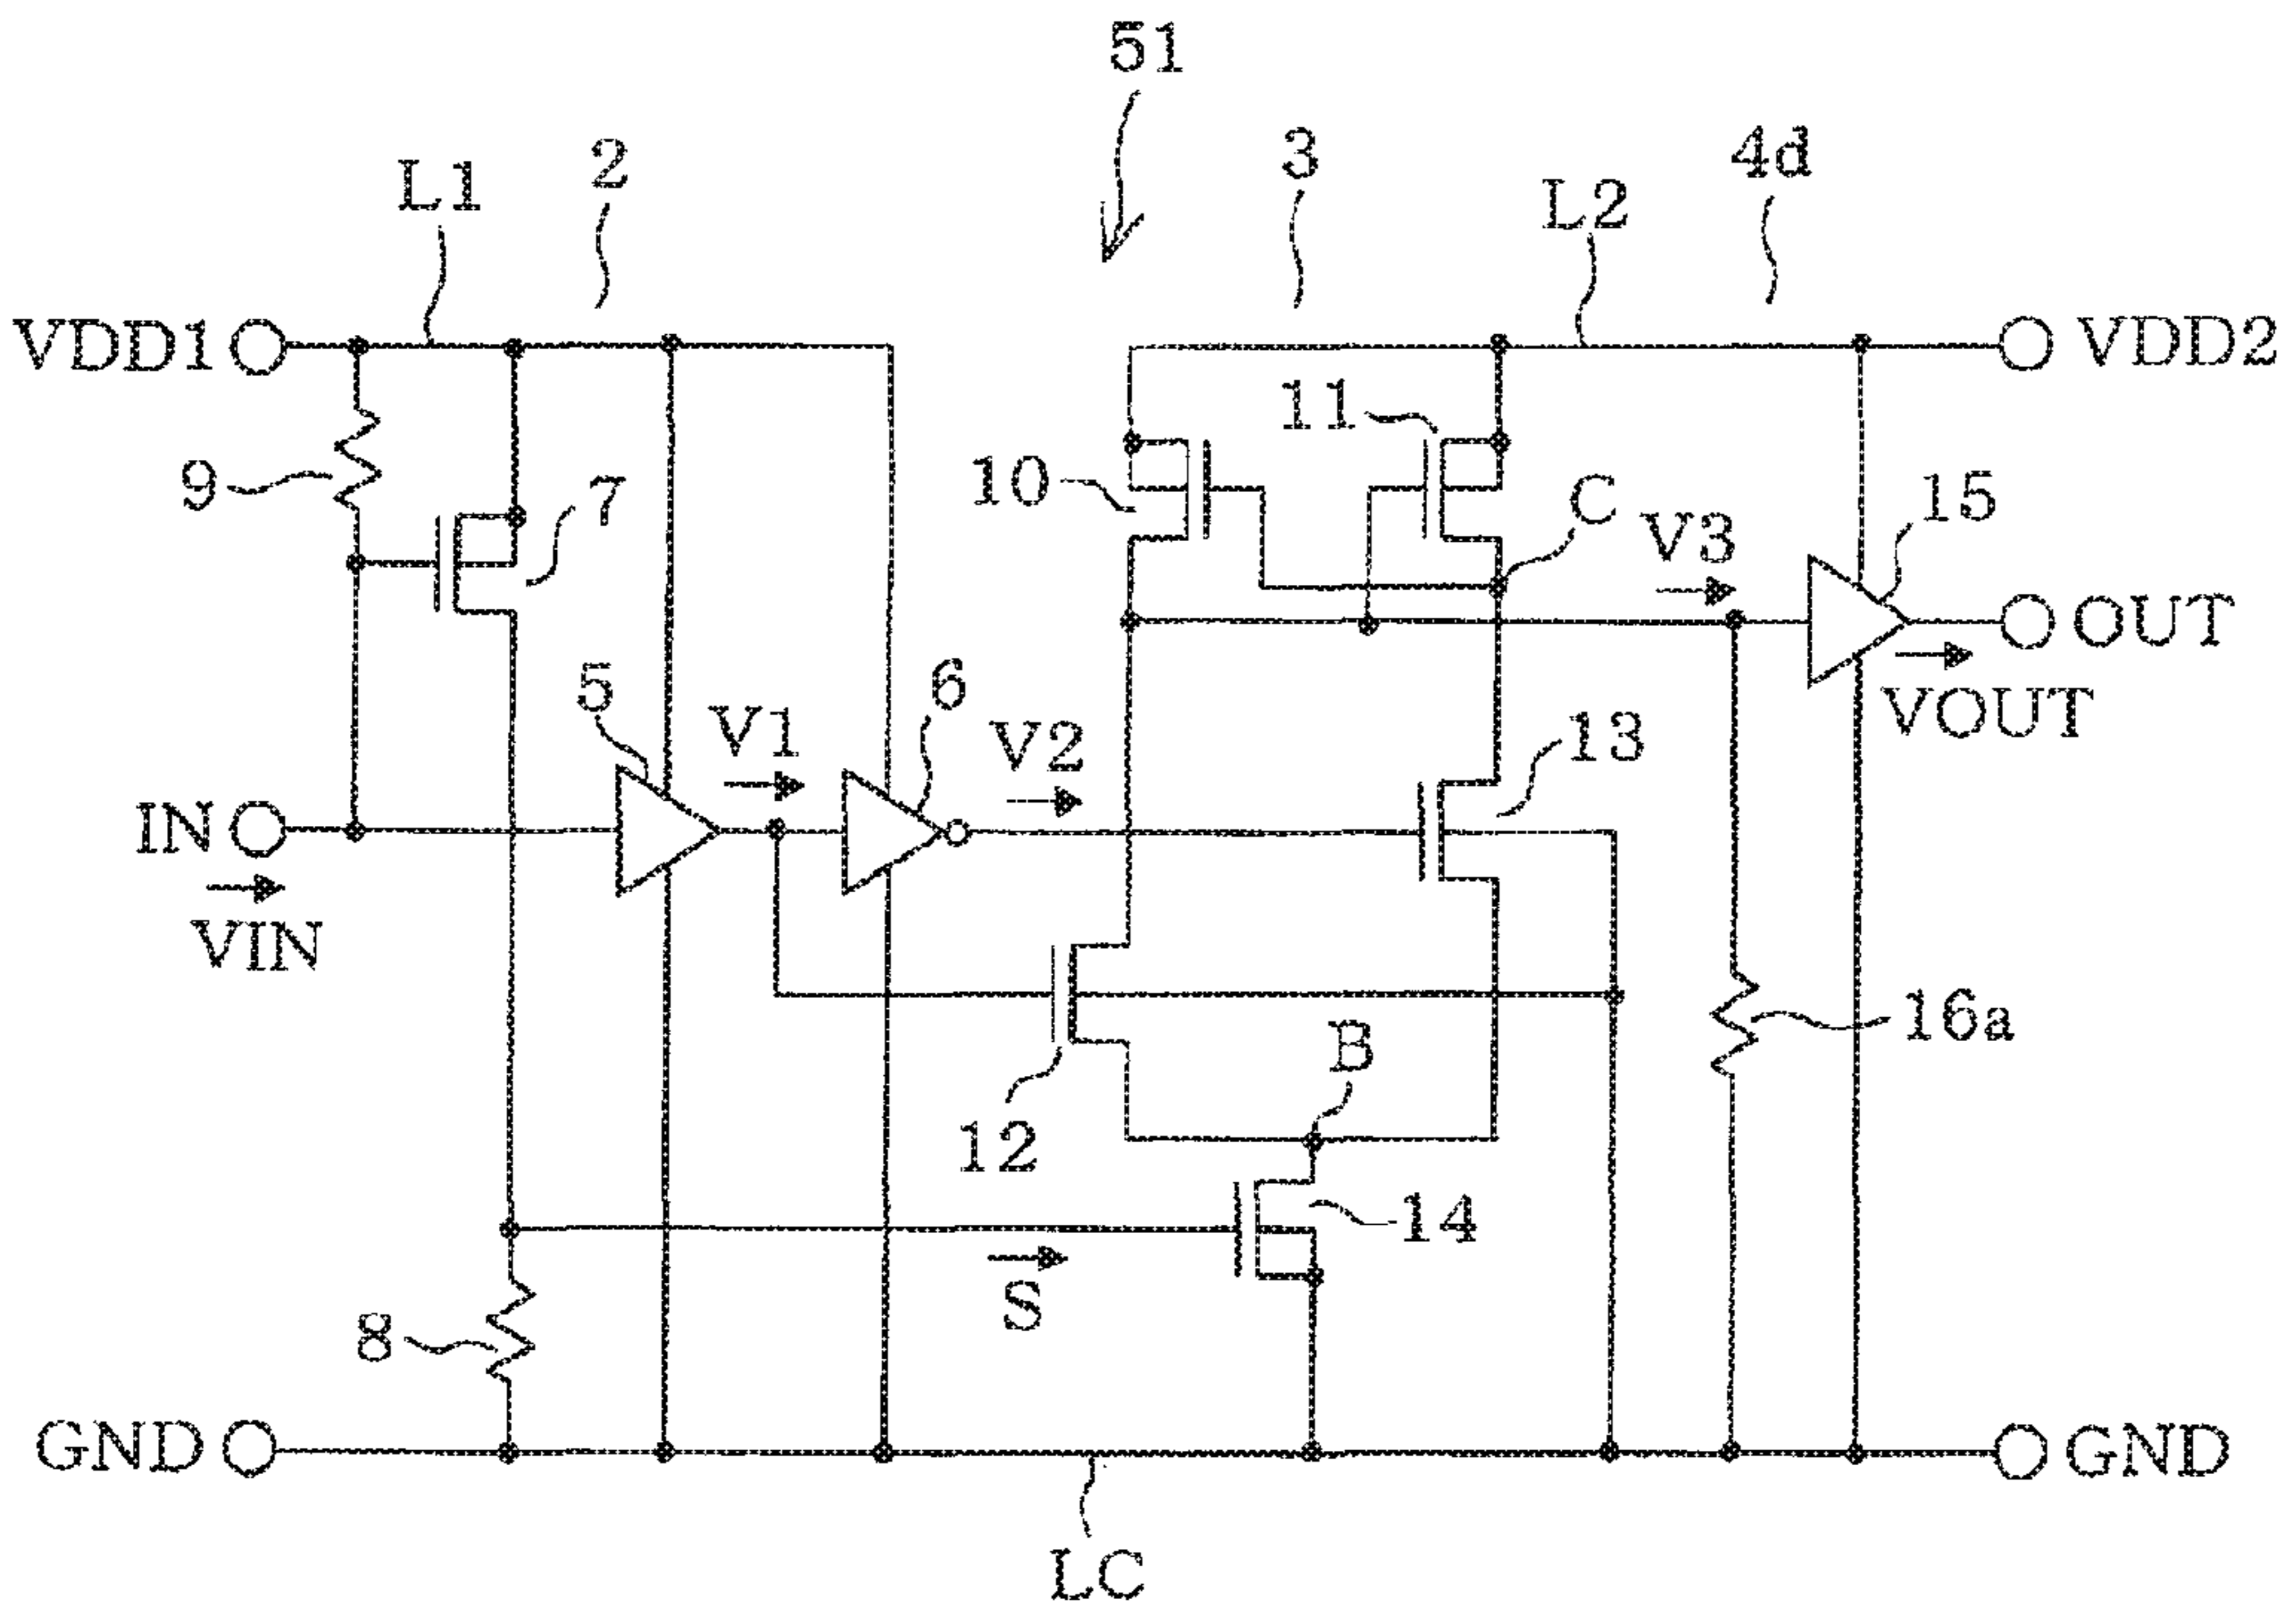 51
2
3
4d
L1
L2
VDD1
VDD2
11
9
7
10
C
V3
15
OUT
5
V1
6
V2
13
VOUT
IN
VIN
12
B
16a
14
S
8
GND
GND
LC